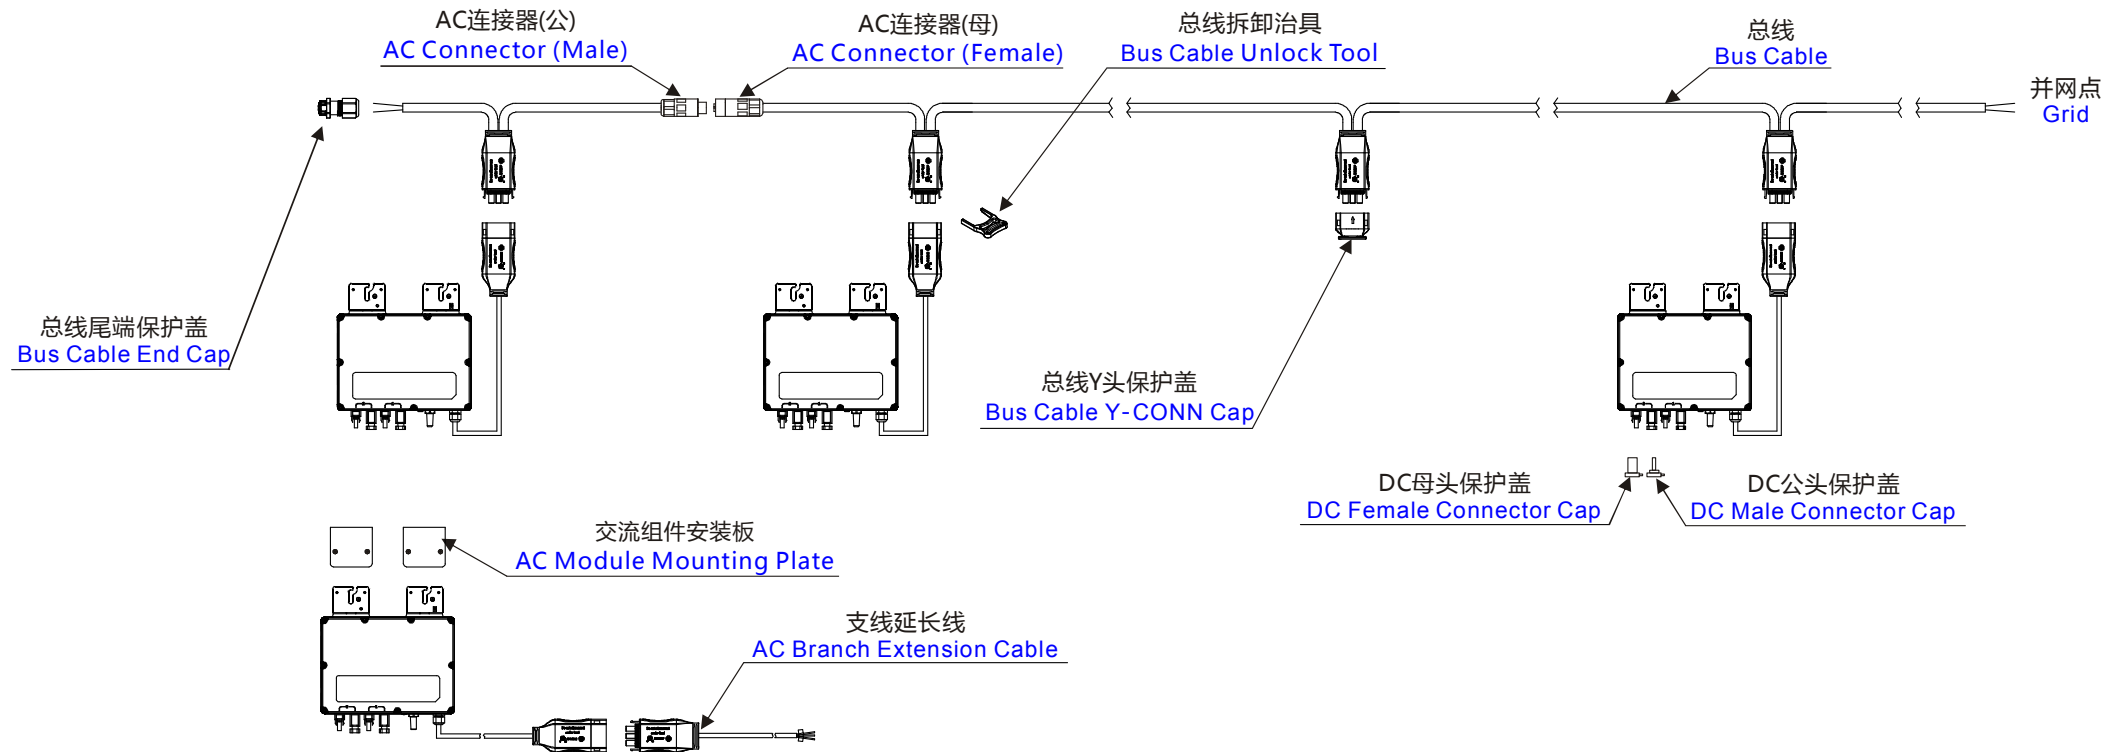 AC连接器(公)
AC Connector (Male)
AC连接器(母)
AC Connector (Female)
总线拆卸治具
Bus Cable Unlock Tool
总线
Bus Cable
并网点
Grid
总线尾端保护盖
Bus Cable End Cap
总线Y头保护盖
Bus Cable Y-CONN Cap
DC母头保护盖
DC Female Connector Cap
DC公头保护盖
DC Male Connector Cap
交流组件安装板
AC Module Mounting Plate
支线延长线
AC Branch Extension Cable